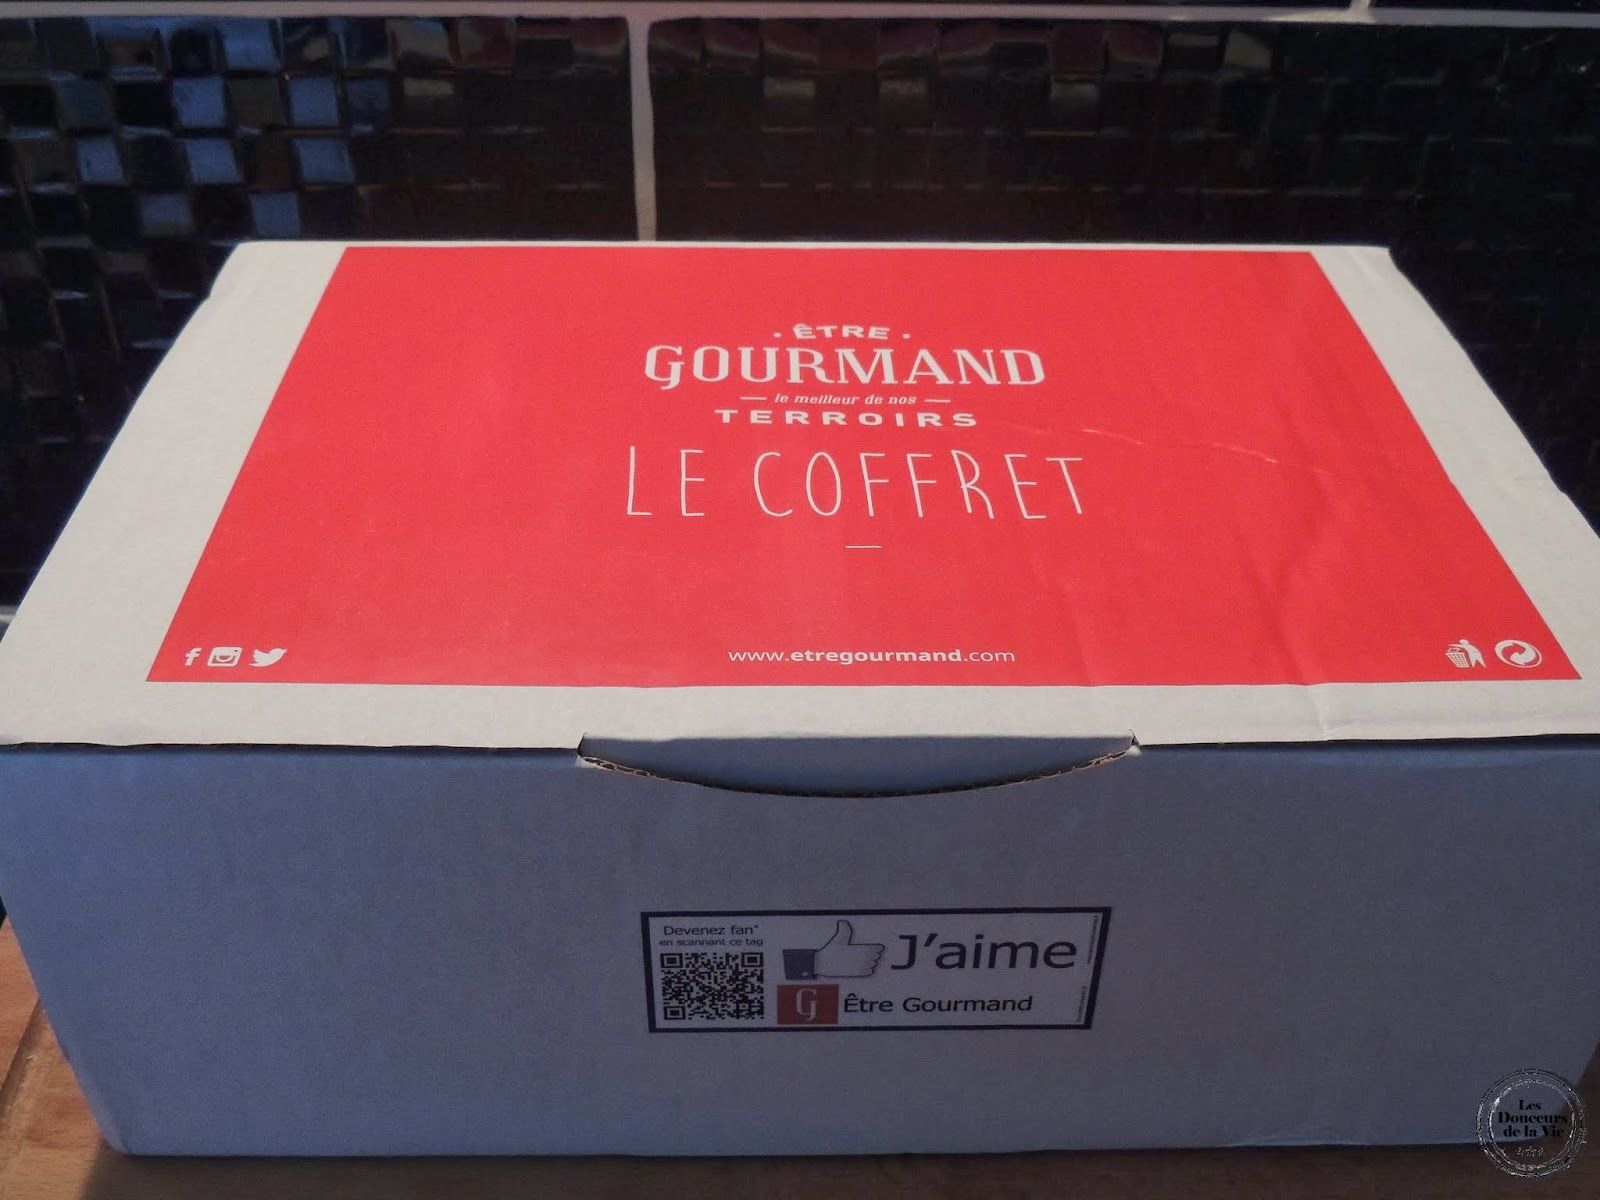 · ÊTRE ·
GOURMAND
le meilleur de nos
TERROIRS
LE COFFRET
www.etregourmand.com
Devenez fan*
en scannant ce tag
J'aime
G
Être Gourmand
Les
Douceurs
de la Vie